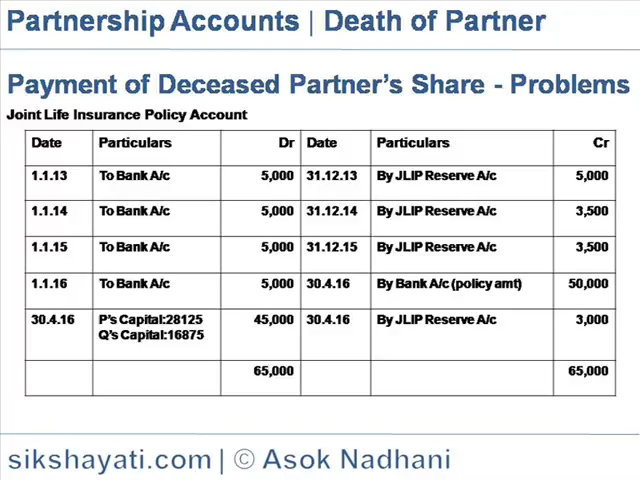 Partnership Accounts | Death of Partner
Payment of Deceased Partner's Share - Problems
Joint Life Insurance Policy Account
Date Particulars Dr Date Particulars Cr
1.1.13 To Bank A/c 5,000 31.12.13 By JLIP Reserve A/c 5,000
1.1.14 To Bank A/c 5,000 31.12.14 By JLIP Reserve A/c 3,500
1.1.15 To Bank A/c 5,000 31.12.15 By JLIP Reserve A/c 3,500
1.1.16 To Bank A/c 5,000 30.4.16 By Bank A/c (policy amt) 50,000
30.4.16 P's Capital:28125 45,000 30.4.16 By JLIP Reserve A/c 3,000
Q's Capital:16875
65,000 65,000
sikshayati.com | © Asok Nadhani